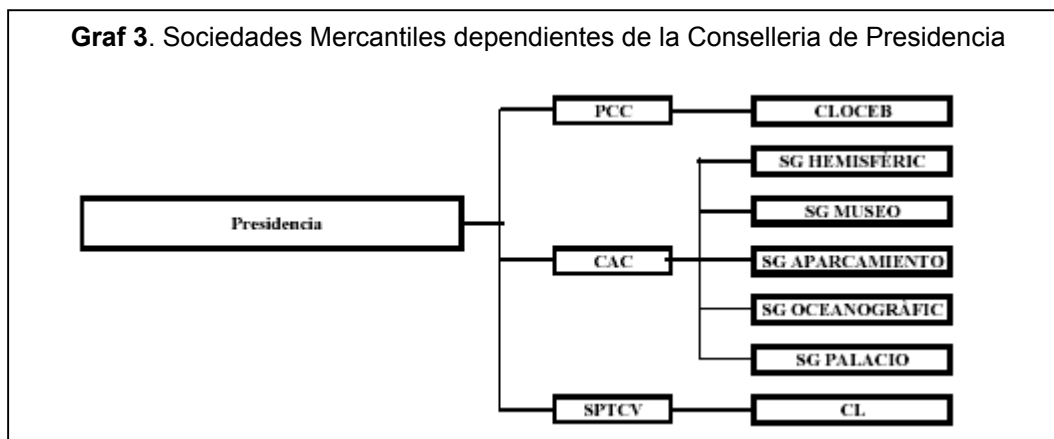 Graf 3. Sociedades Mercantiles dependientes de la Conselleria de Presidencia
PCC
CLOCEB
SG HEMISFÈRIC
SG MUSEO
Presidencia
CAC
SG APARCAMIENTO
SG OCEANOGRÀFIC
SG PALACIO
SPTCV
CL